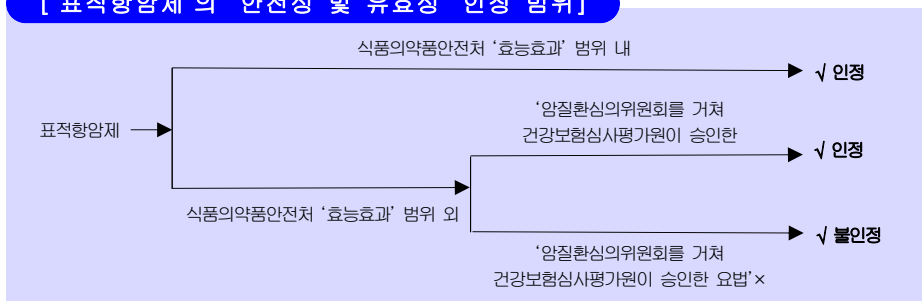 [ 표적항암제 의 안전성 및 유효성 인정 범위]
식품의약품안전처 ‘효능효과’ 범위 내
√ 인정
표적항암제
‘암질환심의위원회를 거쳐
건강보험심사평가원이 승인한
√ 인정
식품의약품안전처 ‘효능효과’ 범위 외
√ 불인정
‘암질환심의위원회를 거쳐
건강보험심사평가원이 승인한 요법’×